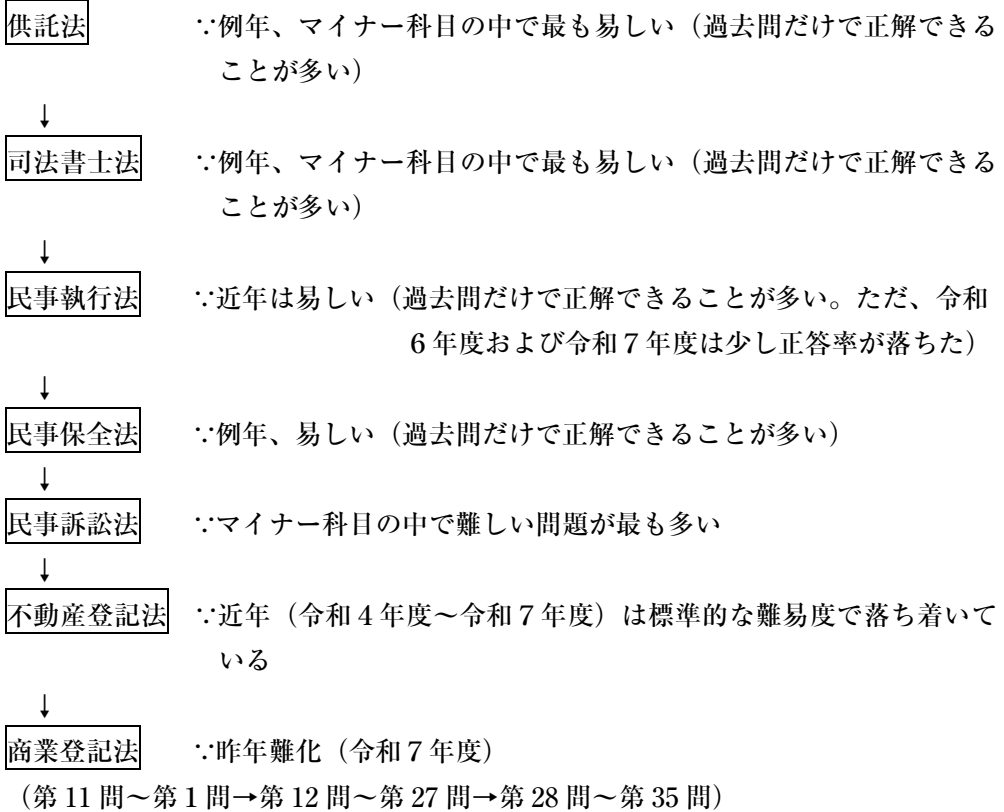 供託法 ∵例年、マイナー科目の中で最も易しい（過去問だけで正解できる
ことが多い）
↓
司法書士法 ∵例年、マイナー科目の中で最も易しい（過去問だけで正解できる
ことが多い）
↓
民事執行法 ∵近年は易しい（過去問だけで正解できることが多い。ただ、令和
６年度および令和７年度は少し正答率が落ちた）
↓
民事保全法 ∵例年、易しい（過去問だけで正解できることが多い）
↓
民事訴訟法 ∵マイナー科目の中で難しい問題が最も多い
↓
不動産登記法 ∵近年（令和４年度～令和７年度）は標準的な難易度で落ち着いて
いる
↓
商業登記法 ∵昨年難化（令和７年度）
（第 11 問～第１問→第 12 問～第 27 問→第 28 問～第 35 問）